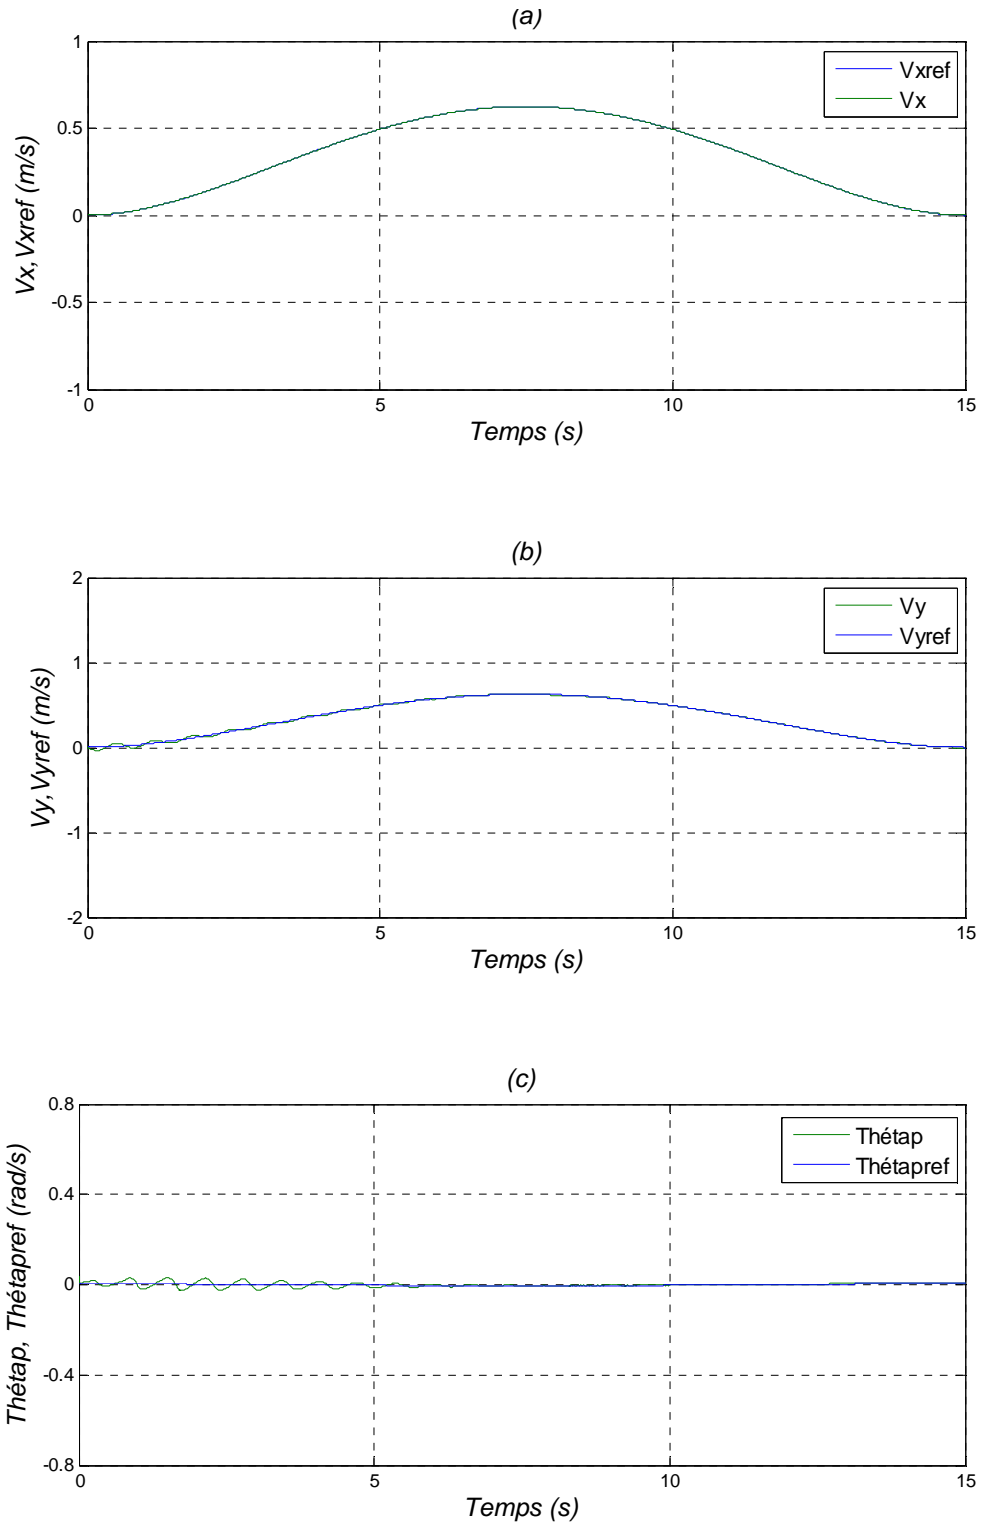 (a)
1
0.5
0
-0.5
-1
Vx,Vxref (m/s)
Vxref
Vx
0 5 10 15
Temps (s)
(b)
2
1
0
-1
-2
Vy,Vyref (m/s)
Vy
Vyref
0 5 10 15
Temps (s)
(c)
0.8
0.4
0
-0.4
-0.8
Thétap, Thétapref (rad/s)
Thétap
Thétapref
0 5 10 15
Temps (s)